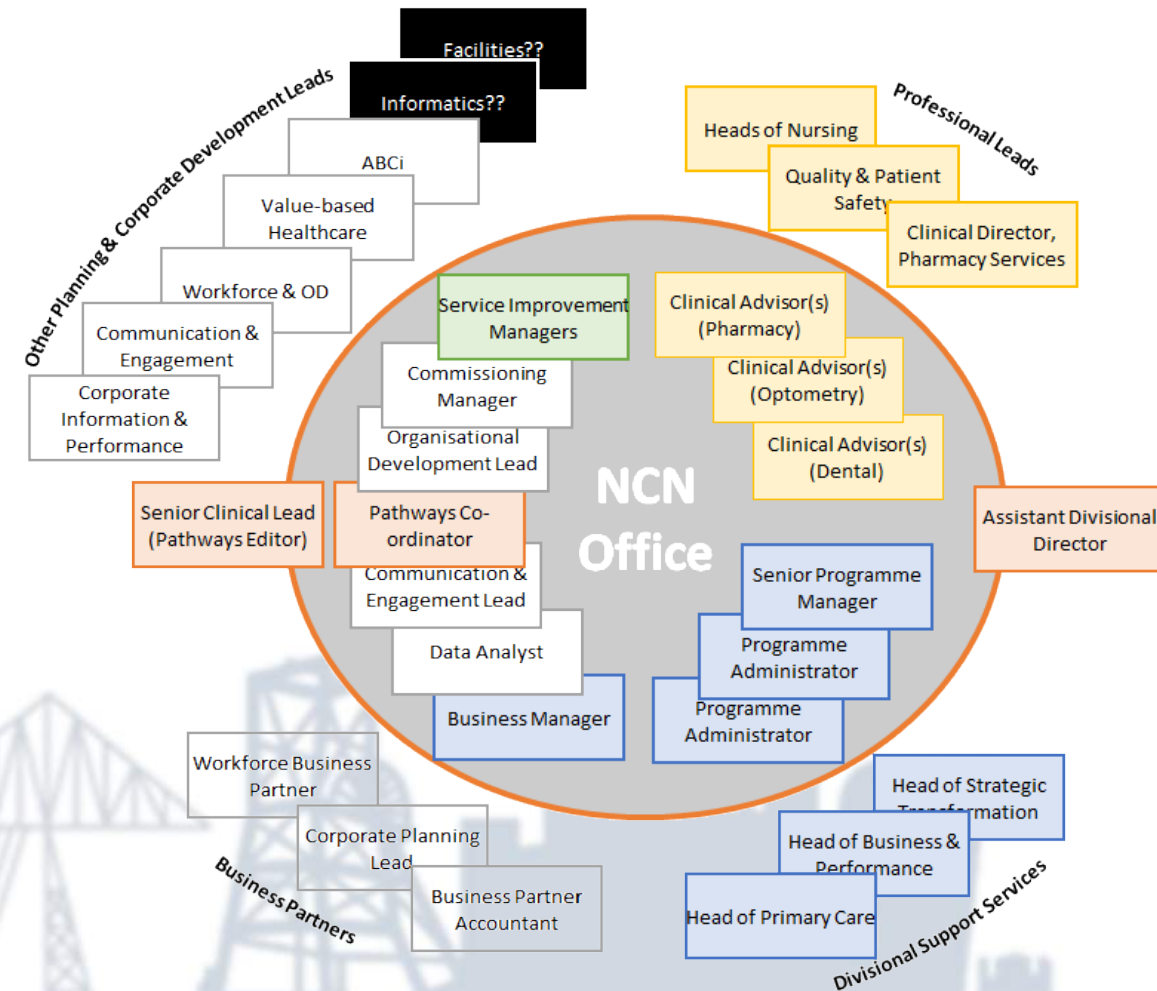 Facilities??
Informatics??
ABCi
Value-based
Healthcare
Workforce & OD
Communication &
Engagement
Corporate
Information &
Performance
Other Planning & Corporate Development Leads
Professional Leads
Heads of Nursing
Quality & Patient
Safety
Clinical Director,
Pharmacy Services
Service Improvement
Managers
Commissioning
Manager
Organisational
Development Lead
Senior Clinical Lead
(Pathways Editor)
Pathways Co-
ordinator
Communication &
Engagement Lead
Data Analyst
Business Manager
NCN
Office
Clinical Advisor(s)
(Pharmacy)
Clinical Advisor(s)
(Optometry)
Clinical Advisor(s)
(Dental)
Assistant Divisional
Director
Senior Programme
Manager
Programme
Administrator
Programme
Administrator
Workforce Business
Partner
Corporate Planning
Lead
Business Partner
Accountant
Business Partners
Head of Strategic
Transformation
Head of Business &
Performance
Head of Primary Care
Divisional Support Services